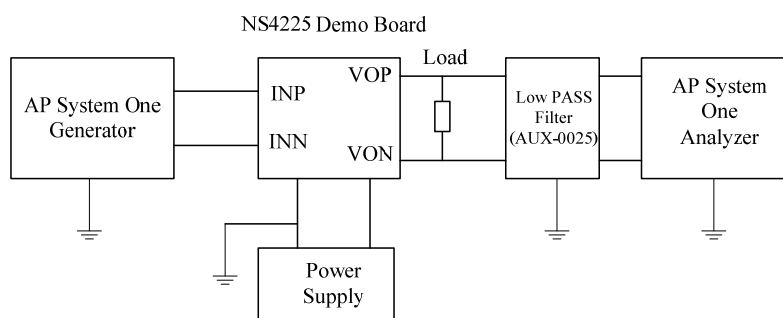 NS4225 Demo Board
AP System One
Generator
INP
INN
VOP
VON
Load
Low PASS
Filter
(AUX-0025)
AP System
One
Analyzer
Power
Supply